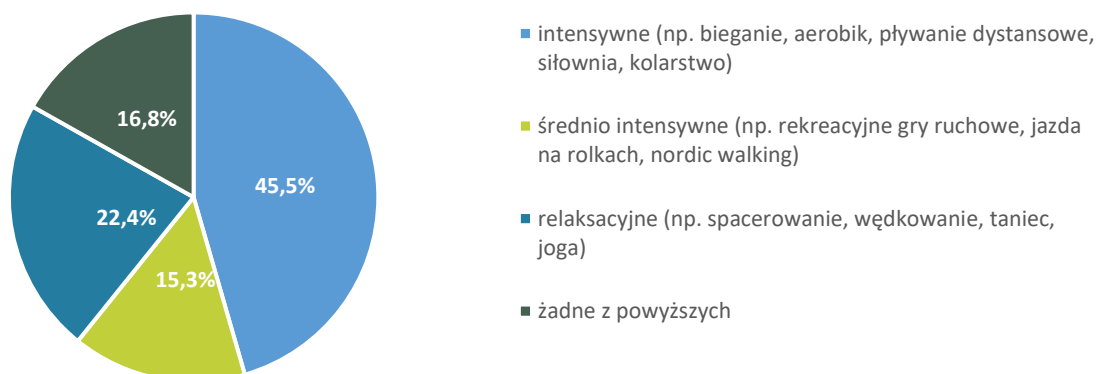 intensywne (np. bieganie, aerobik, pływanie dystansowe,
siłownia, kolarstwo)
16,8%
średnio intensywne (np. rekreacyjne gry ruchowe, jazda
na rolkach, nordic walking)
45,5%
22,4%
relaksacyjne (np. spacerowanie, wędkowanie, taniec,
joga)
15,3%
żadne z powyższych